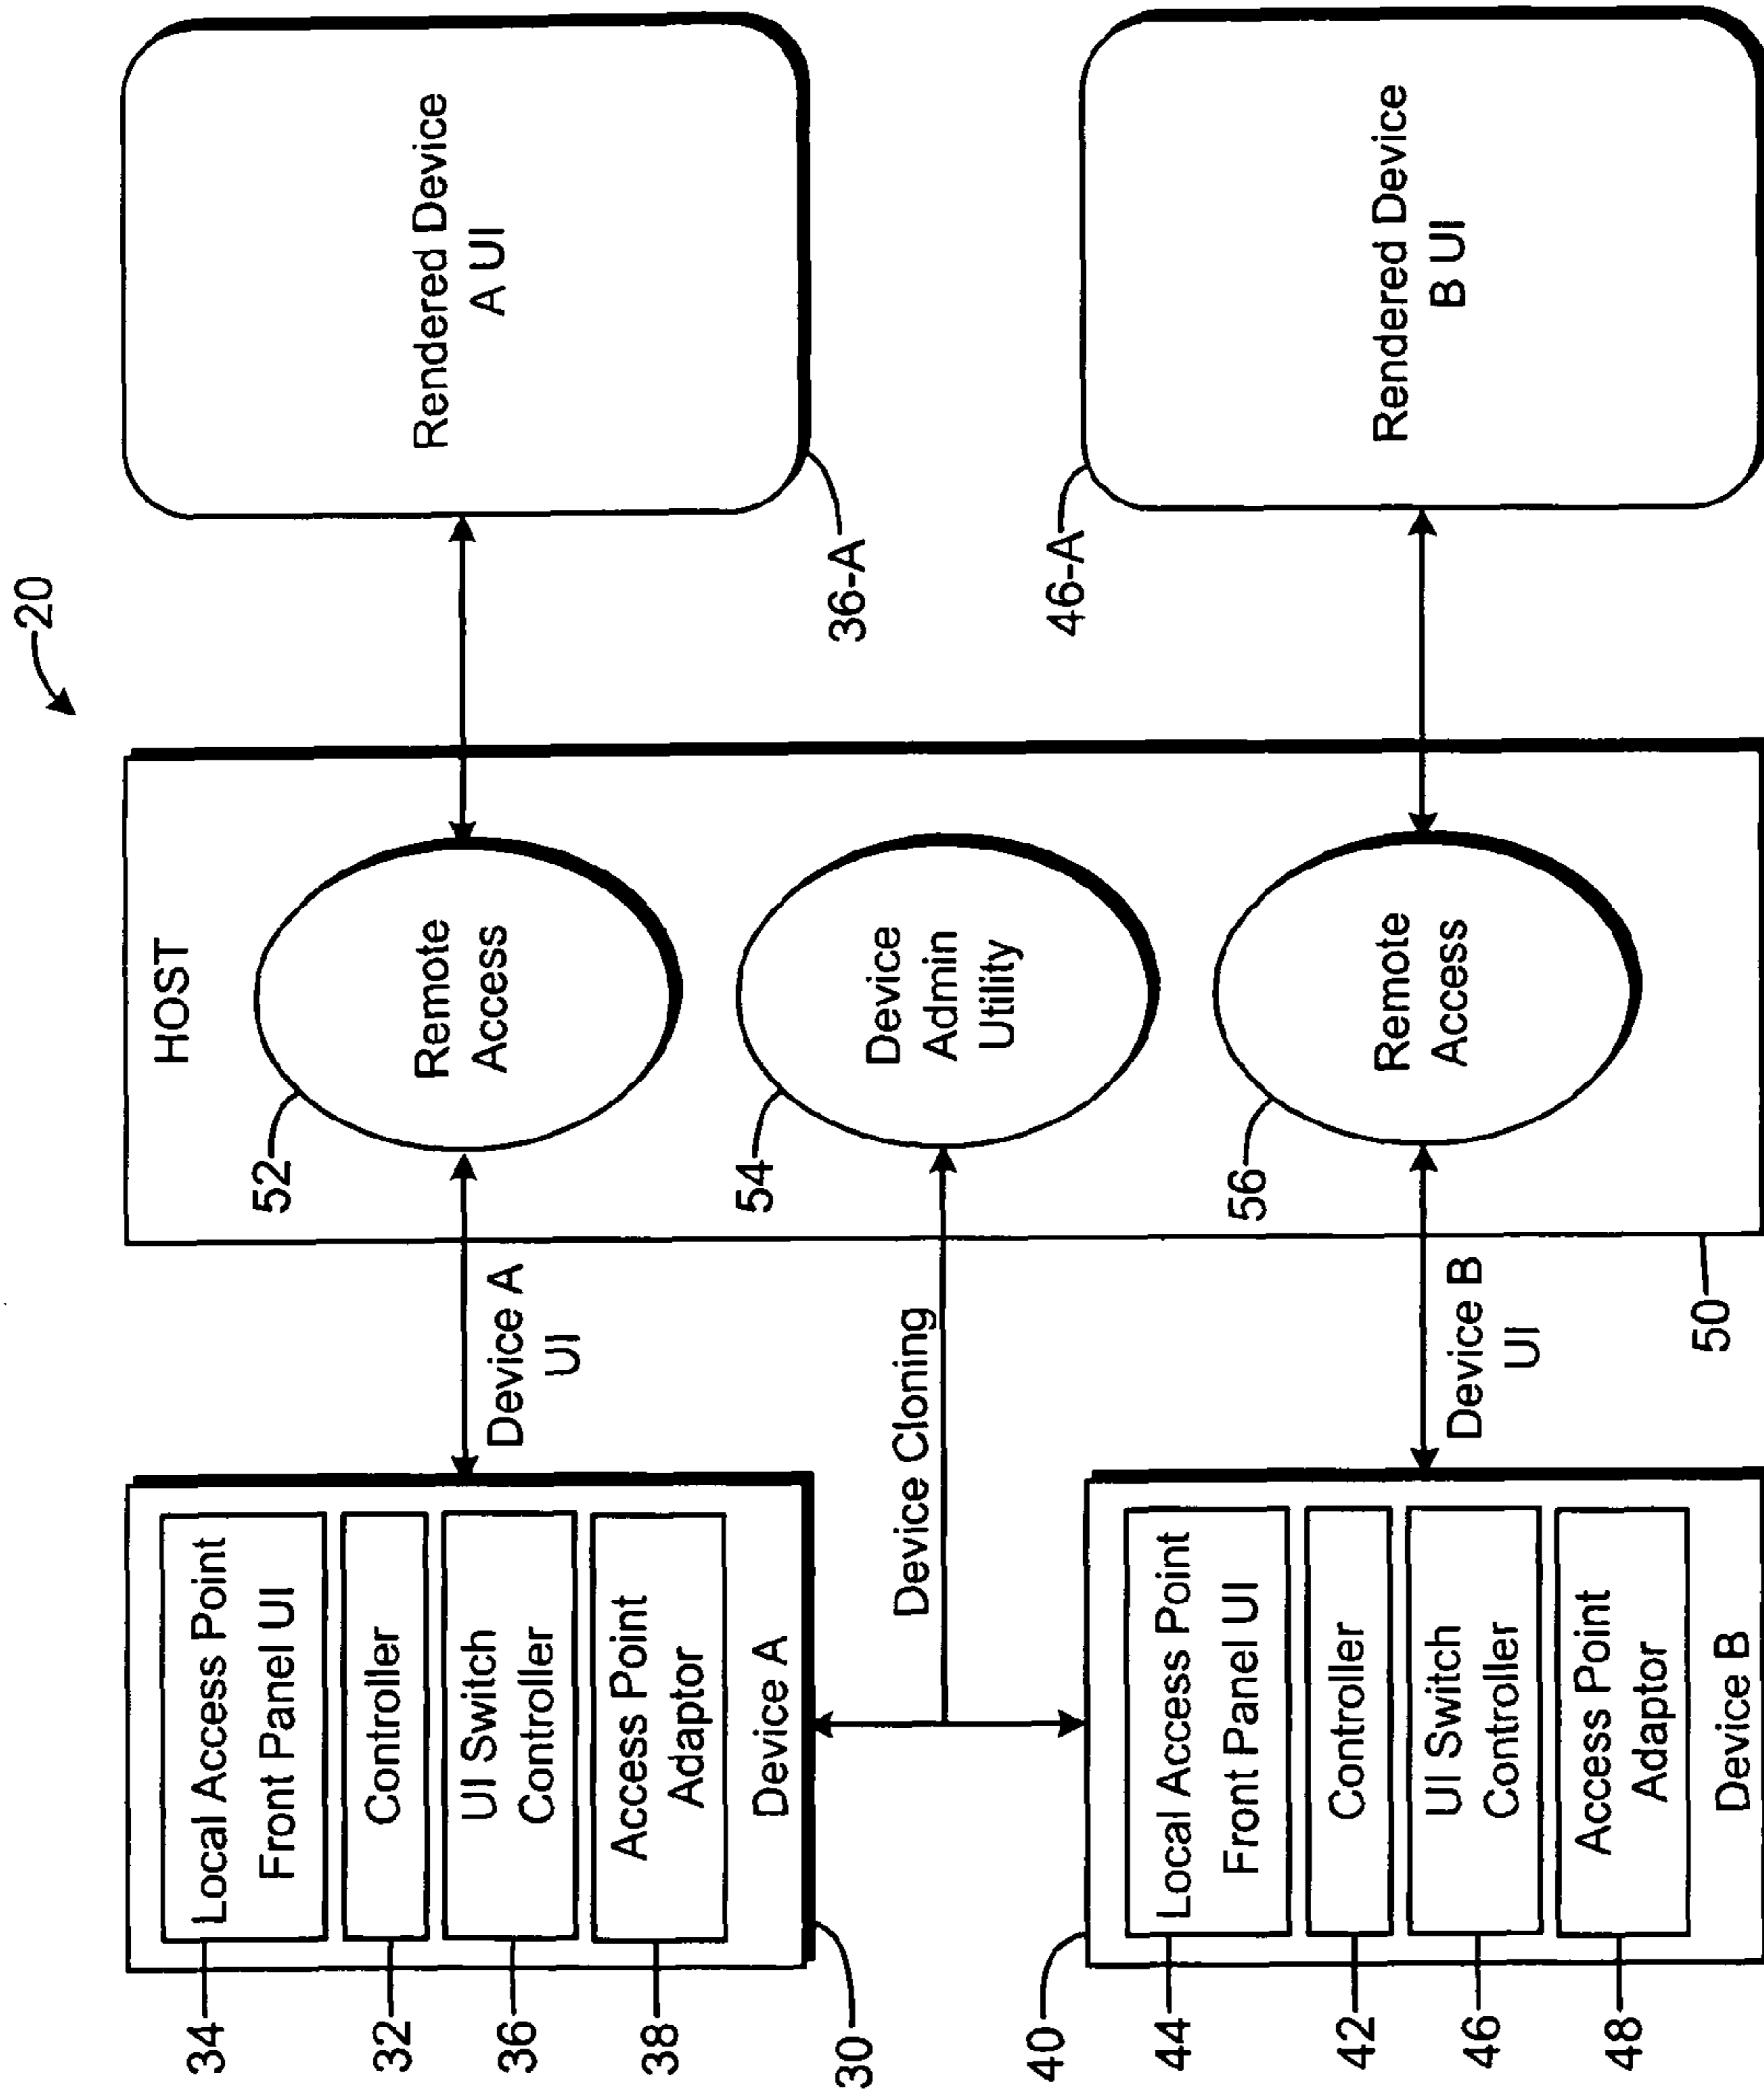 20
34
Local Access Point
Front Panel UI
32
Controller
36
UI Switch
Controller
38
Access Point
Adaptor
Device A
30
Device A
UI
Device Cloning
40
44
Local Access Point
Front Panel UI
42
Controller
46
UI Switch
Controller
48
Access Point
Adaptor
Device B
Device B
UI
HOST
52
Remote
Access
54
Device
Admin
Utility
56
Remote
Access
50
Rendered Device
A UI
36-A
46-A
Rendered Device
B UI